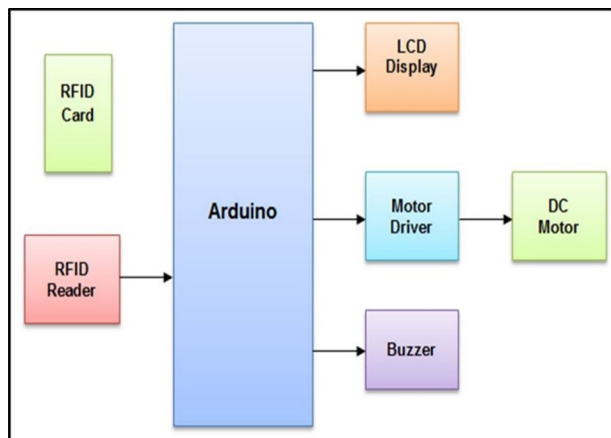 RFID
Card
RFID
Reader
Arduino
LCD
Display
Motor
Driver
DC
Motor
Buzzer